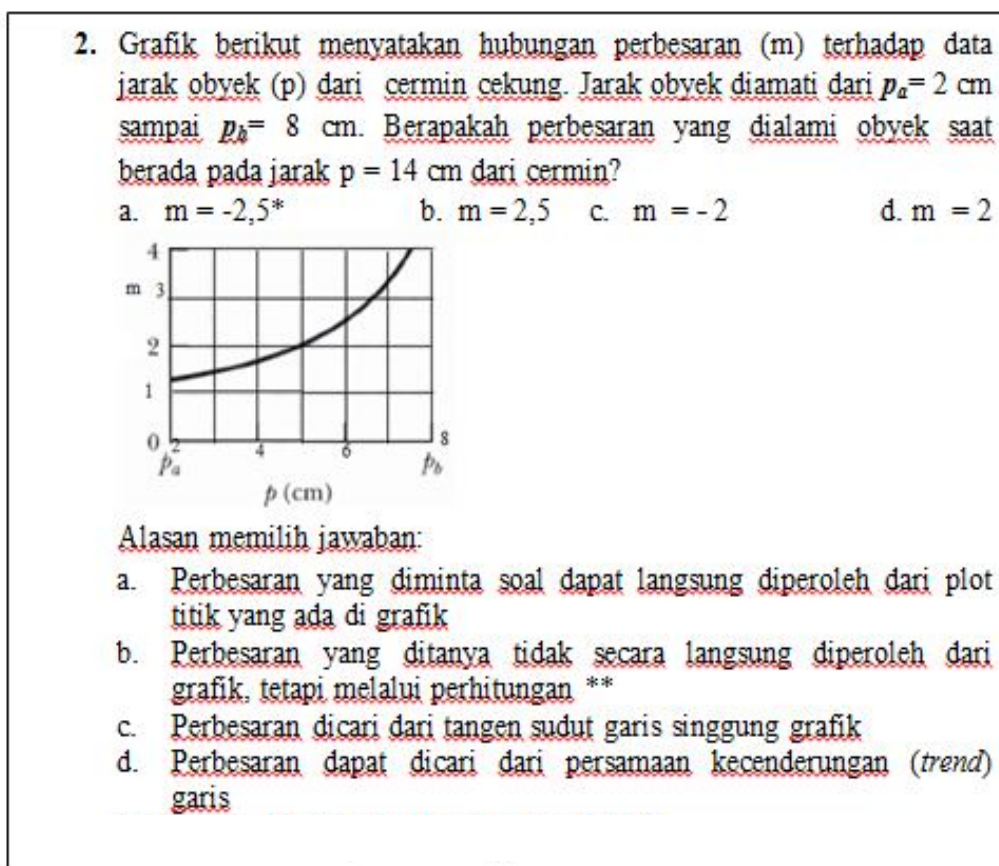 2. Grafik berikut menyatakan hubungan perbesaran (m) terhadap data
jarak obyek (p) dari cermin cekung. Jarak obyek diamati dari pa= 2 cm
sampai pb= 8 cm. Berapakah perbesaran yang dialami obyek saat
berada pada jarak p = 14 cm dari cermin?
a. m = -2,5* b. m = 2,5 c. m = - 2 d. m = 2
4
m 3
2
1
0 2 4 6 8
pa pb
p (cm)
Alasan memilih jawaban:
a. Perbesaran yang diminta soal dapat langsung diperoleh dari plot
titik yang ada di grafik
b. Perbesaran yang ditanya tidak secara langsung diperoleh dari
grafik, tetapi melalui perhitungan **
c. Perbesaran dicari dari tangen sudut garis singgung grafik
d. Perbesaran dapat dicari dari persamaan kecenderungan (trend)
garis